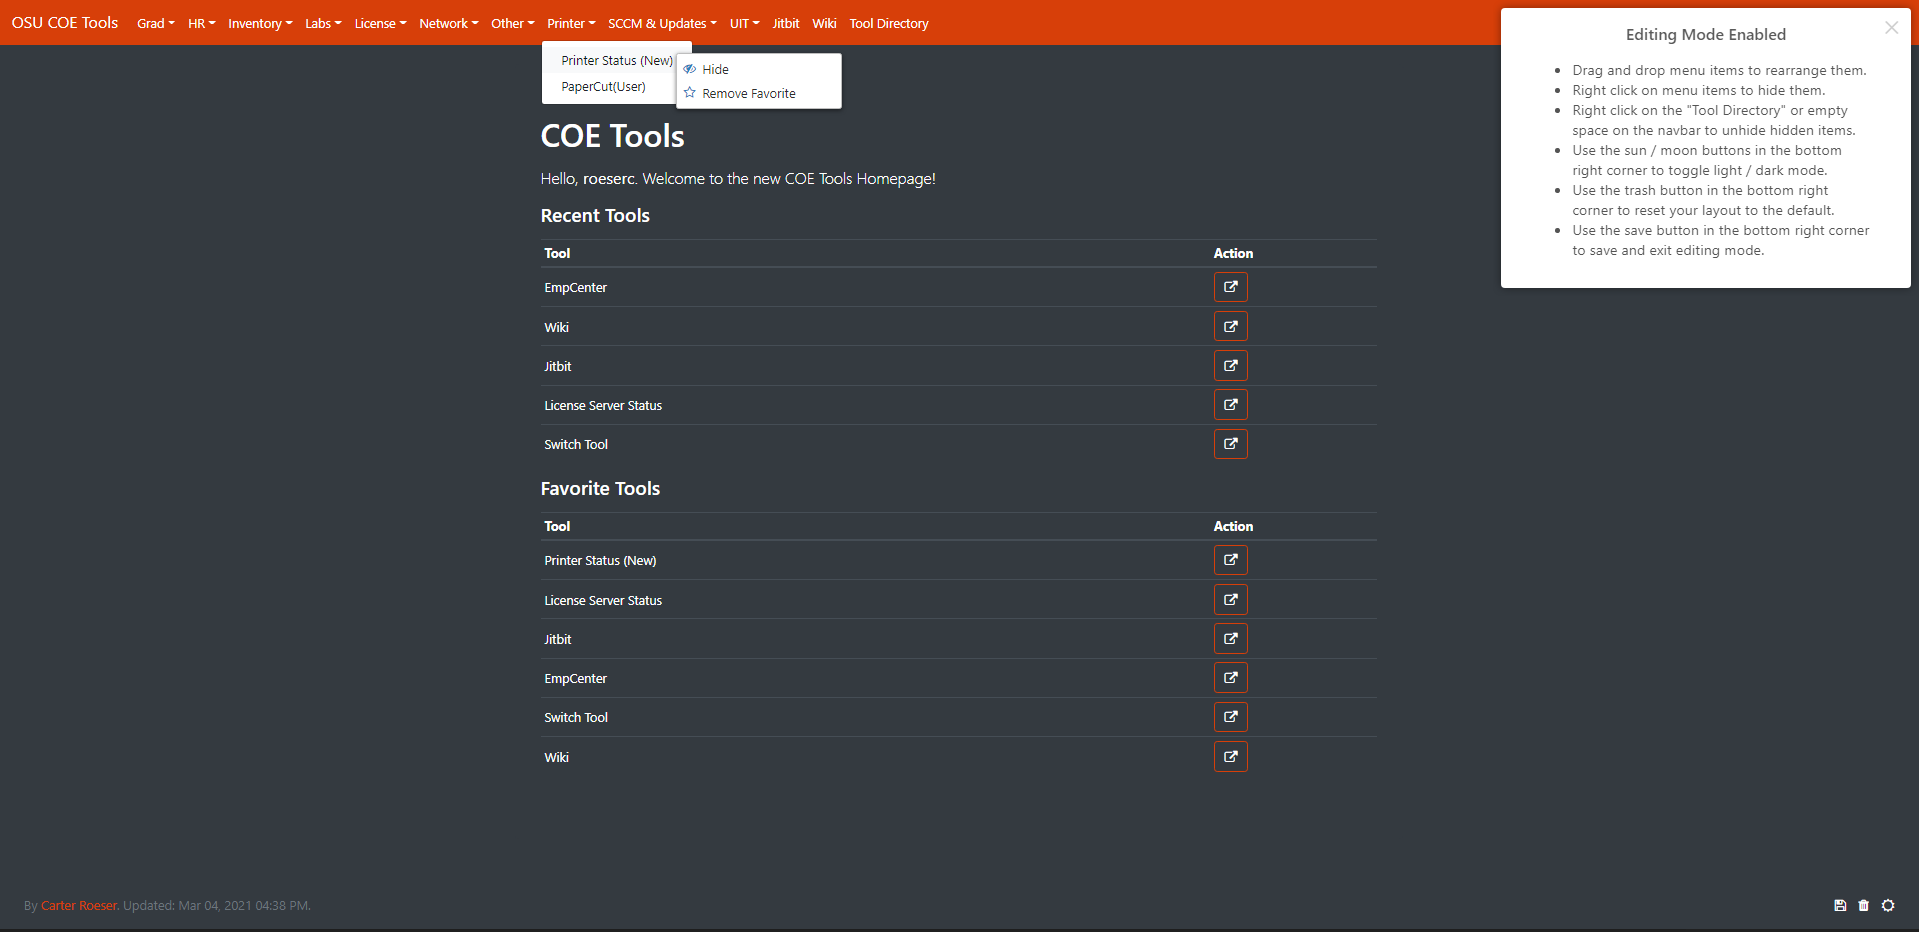 OSU COE Tools Grad HR Inventory Labs License Network Other Printer SCCM & Updates UIT Jitbit Wiki Tool Directory
Printer Status (New)
PaperCut(User)
Hide
Remove Favorite
Editing Mode Enabled
Drag and drop menu items to rearrange them.
Right click on menu items to hide them.
Right click on the "Tool Directory" or empty
space on the navbar to unhide hidden items.
Use the sun / moon buttons in the bottom
right corner to toggle light / dark mode.
Use the trash button in the bottom right
corner to reset your layout to the default.
Use the save button in the bottom right corner
to save and exit editing mode.
COE Tools
Hello, roeserc. Welcome to the new COE Tools Homepage!
Recent Tools
Tool Action
EmpCenter
Wiki
Jitbit
License Server Status
Switch Tool
Favorite Tools
Tool Action
Printer Status (New)
License Server Status
Jitbit
EmpCenter
Switch Tool
Wiki
By Carter Roeser. Updated: Mar 04, 2021 04:38 PM.